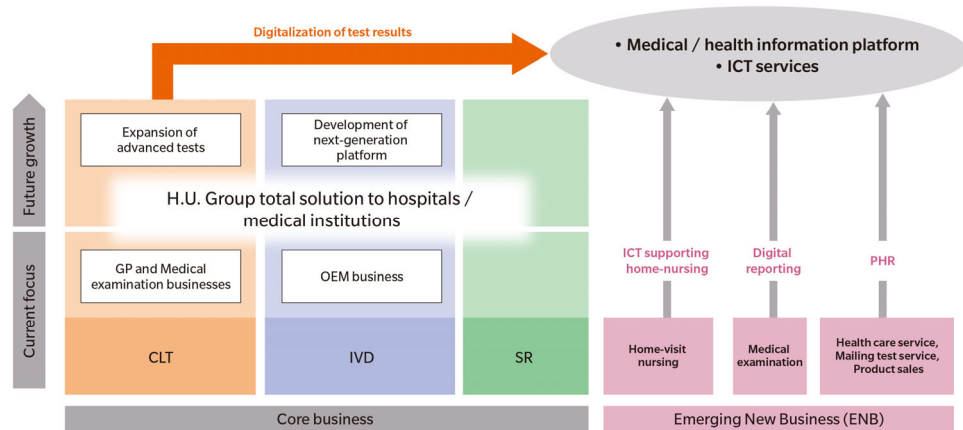 Digitalization of test results
• Medical / health information platform
• ICT services
Future growth
Expansion of
advanced tests
Development of
next-generation
platform
H.U. Group total solution to hospitals /
medical institutions
Current focus
GP and Medical
examination businesses
OEM business
ICT supporting
home-nursing
Digital
reporting
PHR
CLT
IVD
SR
Home-visit
nursing
Medical
examination
Health care service,
Mailing test service,
Product sales
Core business
Emerging New Business (ENB)